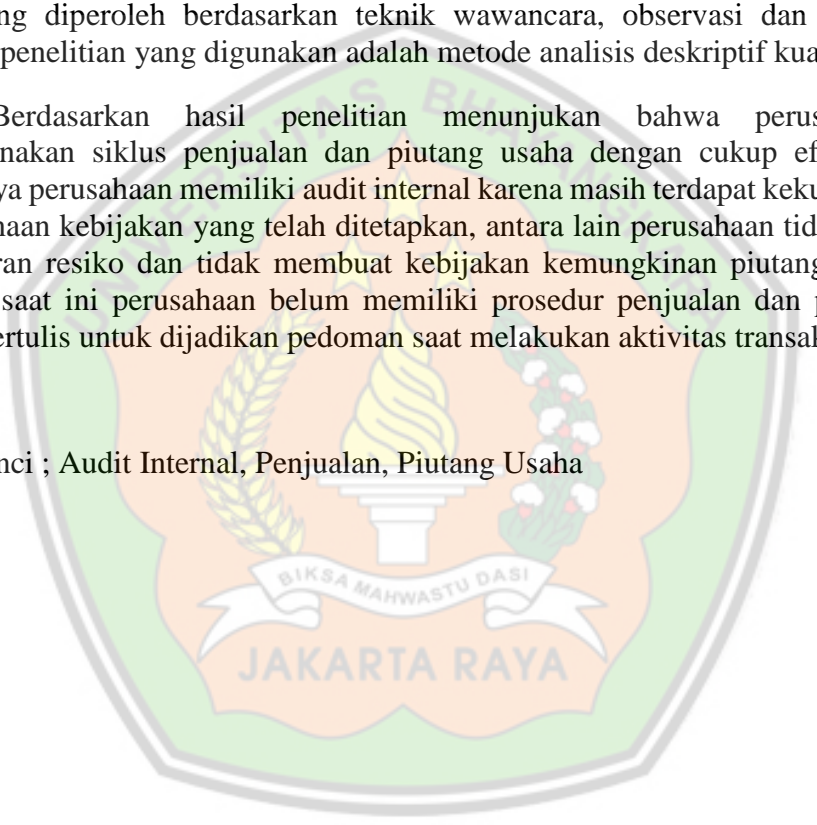 ng diperoleh berdasarkan teknik wawancara, observasi dan
penelitian yang digunakan adalah metode analisis deskriptif kua
Berdasarkan hasil penelitian menunjukan bahwa perus
nakan siklus penjualan dan piutang usaha dengan cukup ef
ya perusahaan memiliki audit internal karena masih terdapat keku
naan kebijakan yang telah ditetapkan, antara lain perusahaan tid
ran resiko dan tidak membuat kebijakan kemungkinan piutang
saat ini perusahaan belum memiliki prosedur penjualan dan p
ertulis untuk dijadikan pedoman saat melakukan aktivitas transak
nci ; Audit Internal, Penjualan, Piutang Usaha
UNIVERSITAS BHAYANGKARA
BIKSA MAHWASTU DASI
JAKARTA RAYA